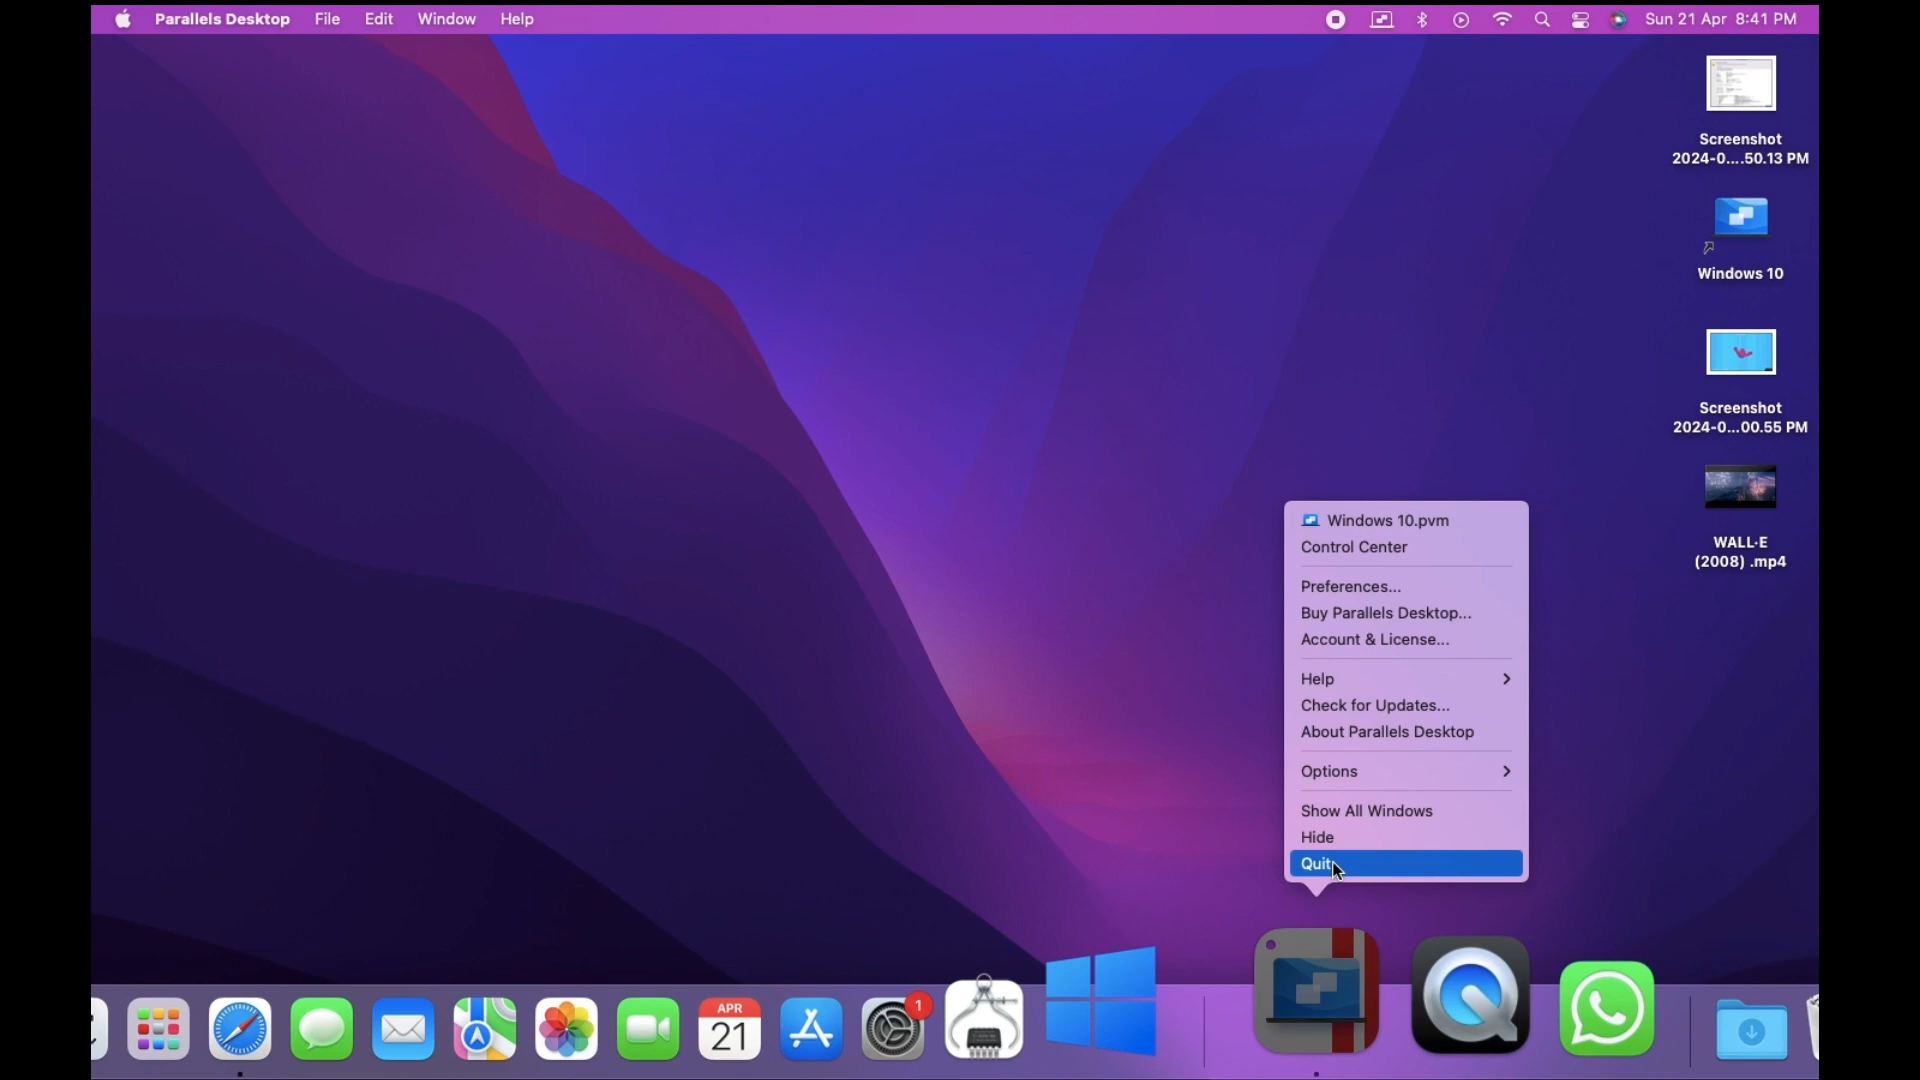 Parallels Desktop File Edit Window Help Sun 21 Apr 8:41 PM
Screenshot
2024-0....50.13 PM
Windows 10
Screenshot
2024-0...00.55 PM
WALL·E
(2008) .mp4
Windows 10.pvm
Control Center
Preferences...
Buy Parallels Desktop...
Account & License...
Help
Check for Updates...
About Parallels Desktop
Options
Show All Windows
Hide
Quit
APR
21
1